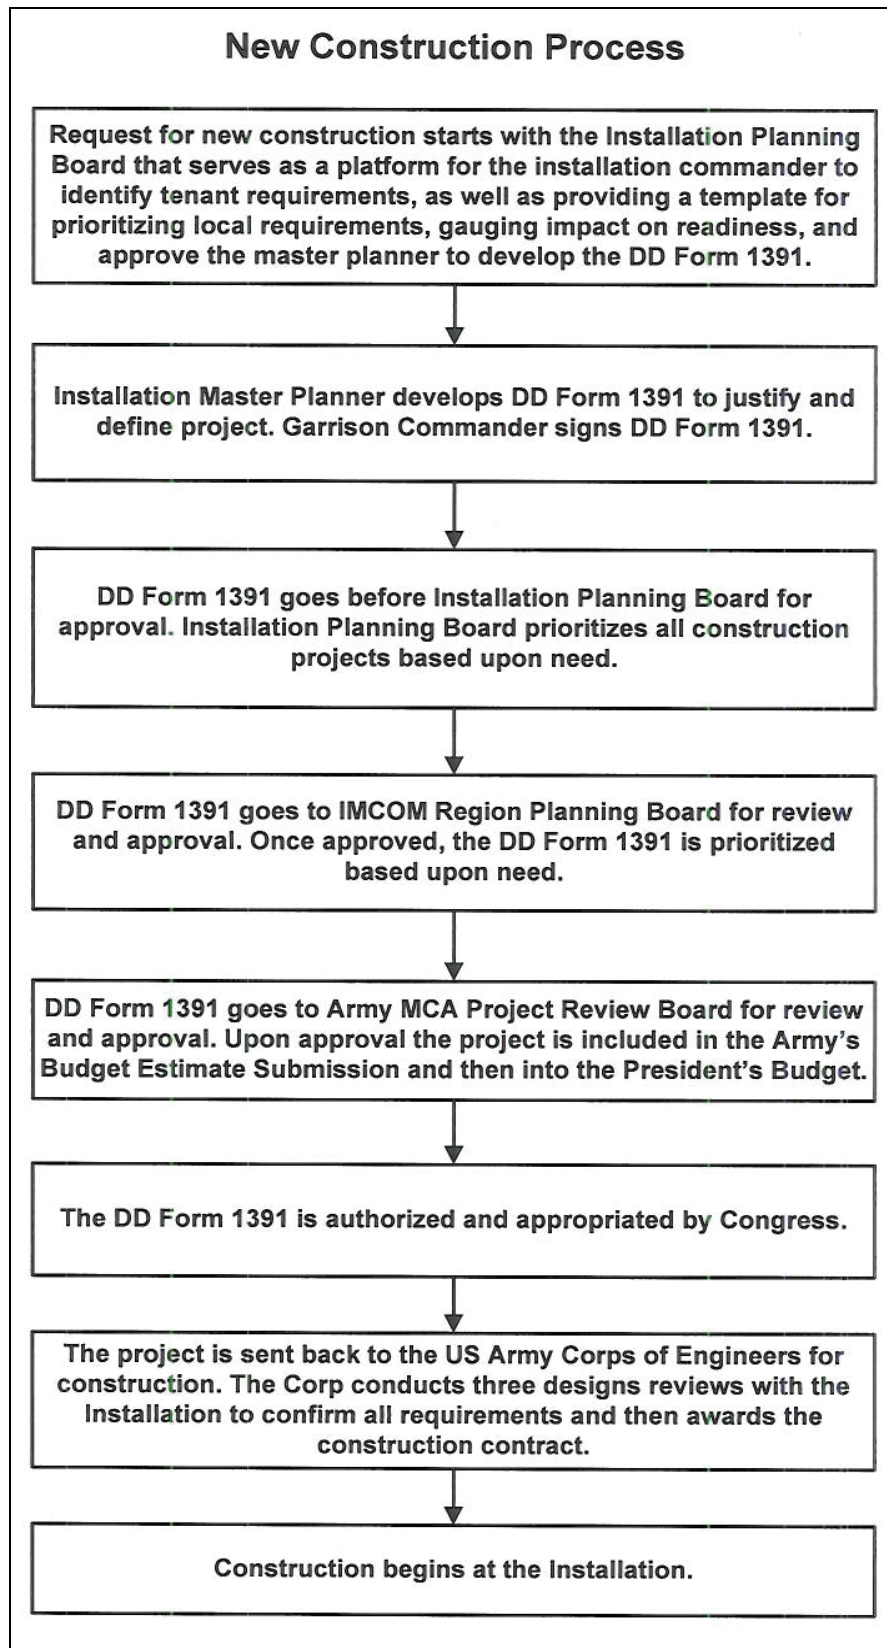 New Construction Process
Request for new construction starts with the Installation Planning
Board that serves as a platform for the installation commander to
identify tenant requirements, as well as providing a template for
prioritizing local requirements, gauging impact on readiness, and
approve the master planner to develop the DD Form 1391.
Installation Master Planner develops DD Form 1391 to justify and
define project. Garrison Commander signs DD Form 1391.
DD Form 1391 goes before Installation Planning Board for
approval. Installation Planning Board prioritizes all construction
projects based upon need.
DD Form 1391 goes to IMCOM Region Planning Board for review
and approval. Once approved, the DD Form 1391 is prioritized
based upon need.
DD Form 1391 goes to Army MCA Project Review Board for review
and approval. Upon approval the project is included in the Army's
Budget Estimate Submission and then into the President's Budget.
The DD Form 1391 is authorized and appropriated by Congress.
The project is sent back to the US Army Corps of Engineers for
construction. The Corp conducts three designs reviews with the
Installation to confirm all requirements and then awards the
construction contract.
Construction begins at the Installation.